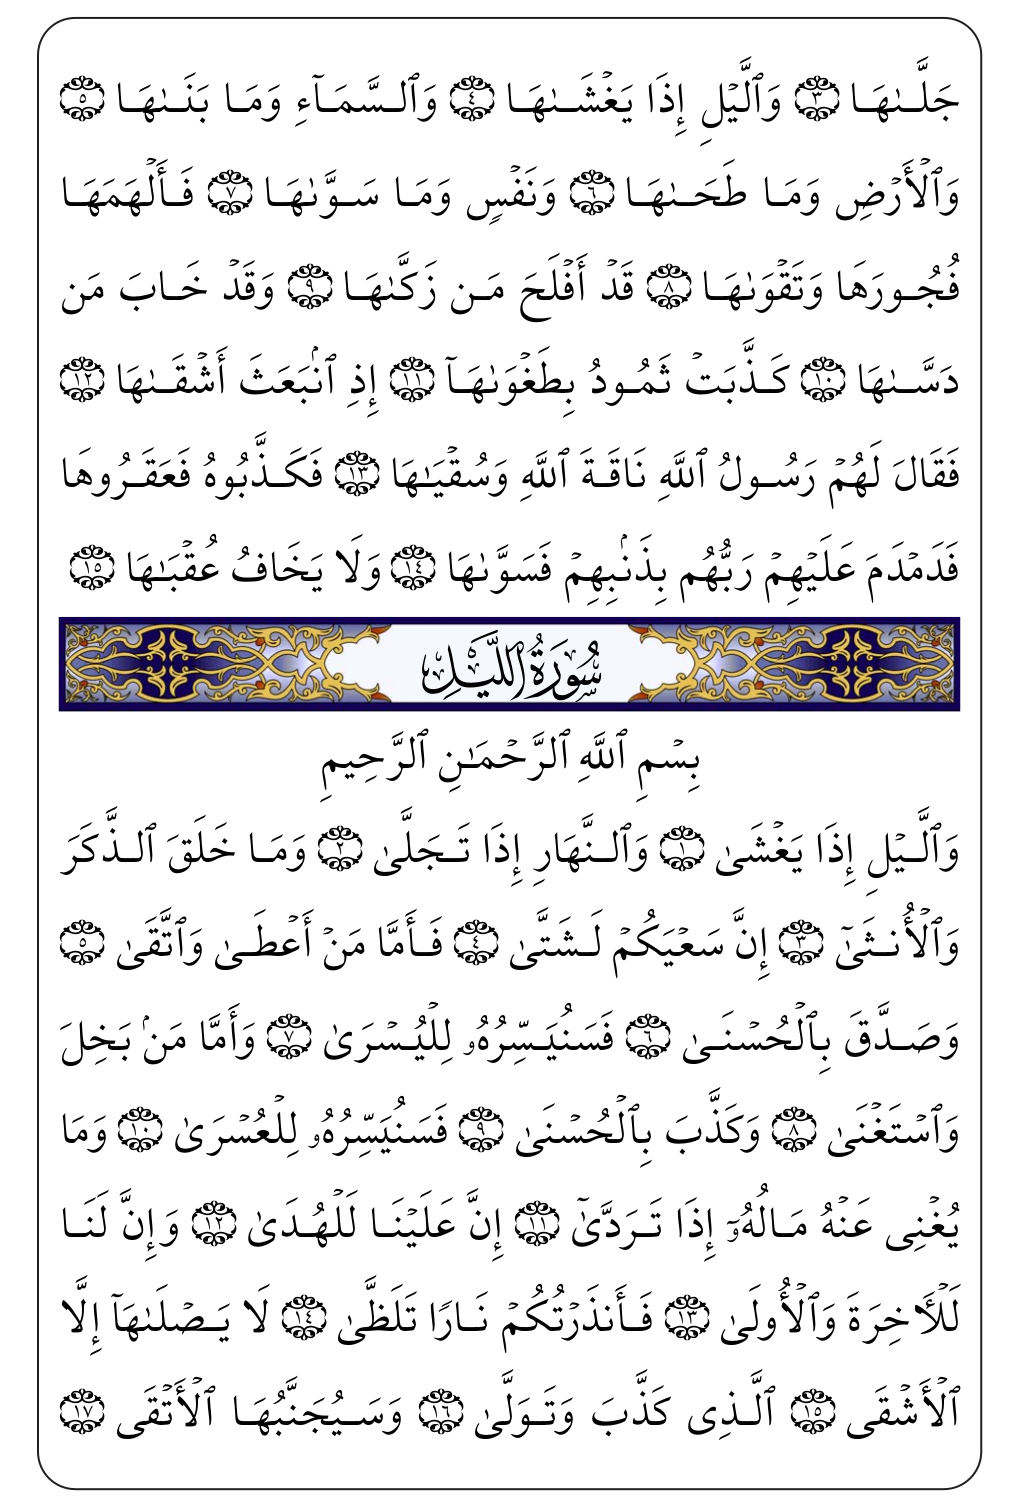 جَلَّىٰهَا ٣ وَٱلَّيۡلِ إِذَا يَغۡشَىٰهَا ٤ وَٱلسَّمَآءِ وَمَا بَنَىٰهَا ٥
وَٱلۡأَرۡضِ وَمَا طَحَىٰهَا ٦ وَنَفۡسٖ وَمَا سَوَّىٰهَا ٧ فَأَلۡهَمَهَا
فُجُورَهَا وَتَقۡوَىٰهَا ٨ قَدۡ أَفۡلَحَ مَن زَكَّىٰهَا ٩ وَقَدۡ خَابَ مَن
دَسَّىٰهَا ١٠ كَذَّبَتۡ ثَمُودُ بِطَغۡوَىٰهَآ ١١ إِذِ ٱنۢبَعَثَ أَشۡقَىٰهَا ١٢
فَقَالَ لَهُمۡ رَسُولُ ٱللَّهِ نَاقَةَ ٱللَّهِ وَسُقۡيَٰهَا ١٣ فَكَذَّبُوهُ فَعَقَرُوهَا
فَدَمۡدَمَ عَلَيۡهِمۡ رَبُّهُم بِذَنۢبِهِمۡ فَسَوَّىٰهَا ١٤ وَلَا يَخَافُ عُقۡبَٰهَا ١٥
سُورَةُ اللَّيۡلِ
بِسۡمِ ٱللَّهِ ٱلرَّحۡمَٰنِ ٱلرَّحِيمِ
وَٱلَّيۡلِ إِذَا يَغۡشَىٰ ١ وَٱلنَّهَارِ إِذَا تَجَلَّىٰ ٢ وَمَا خَلَقَ ٱلذَّكَرَ
وَٱلۡأُنثَىٰٓ ٣ إِنَّ سَعۡيَكُمۡ لَشَتَّىٰ ٤ فَأَمَّا مَنۡ أَعۡطَىٰ وَٱتَّقَىٰ ٥
وَصَدَّقَ بِٱلۡحُسۡنَىٰ ٦ فَسَنُيَسِّرُهُۥ لِلۡيُسۡرَىٰ ٧ وَأَمَّا مَنۢ بَخِلَ
وَٱسۡتَغۡنَىٰ ٨ وَكَذَّبَ بِٱلۡحُسۡنَىٰ ٩ فَسَنُيَسِّرُهُۥ لِلۡعُسۡرَىٰ ١٠ وَمَا
يُغۡنِي عَنۡهُ مَالُهُۥٓ إِذَا تَرَدَّىٰٓ ١١ إِنَّ عَلَيۡنَا لَلۡهُدَىٰ ١٢ وَإِنَّ لَنَا
لَلۡأٓخِرَةَ وَٱلۡأُولَىٰ ١٣ فَأَنذَرۡتُكُمۡ نَارٗا تَلَظَّىٰ ١٤ لَا يَصۡلَىٰهَآ إِلَّا
ٱلۡأَشۡقَى ١٥ ٱلَّذِي كَذَّبَ وَتَوَلَّىٰ ١٦ وَسَيُجَنَّبُهَا ٱلۡأَتۡقَى ١٧